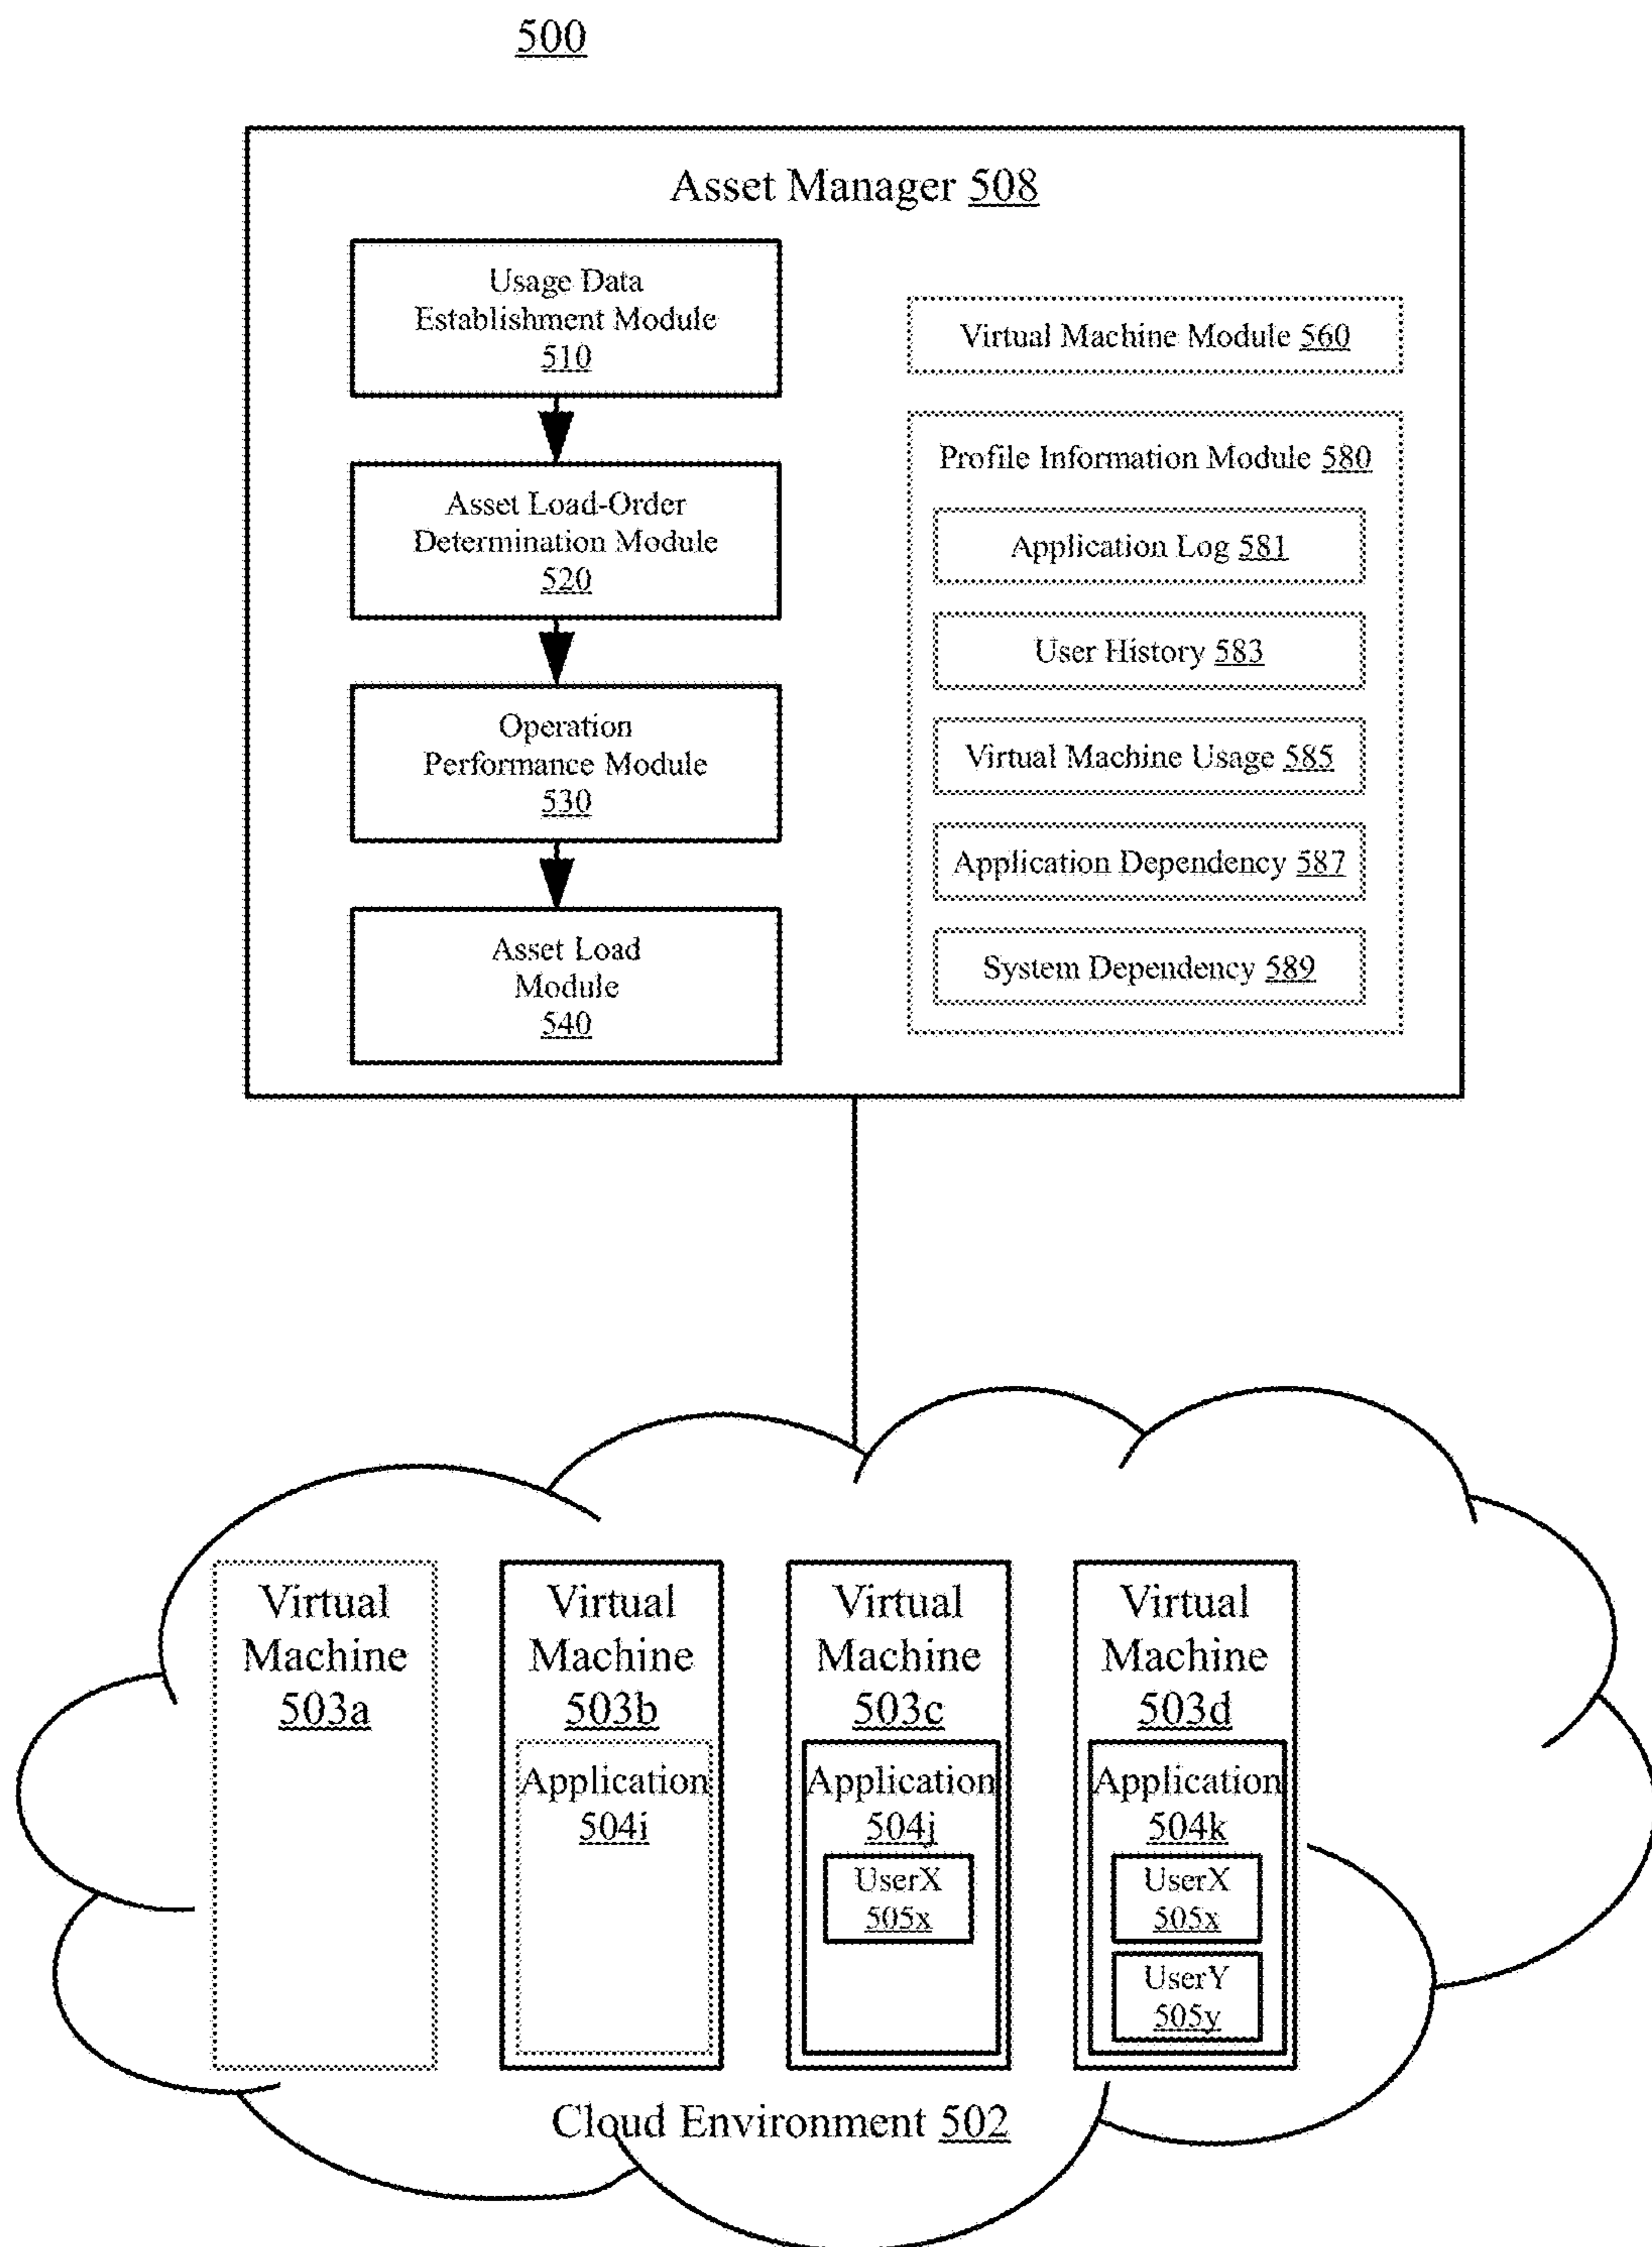 500
Asset Manager 508
Usage Data
Establishment Module
510
Asset Load-Order
Determination Module
520
Operation
Performance Module
530
Asset Load
Module
540
Virtual Machine Module 560
Profile Information Module 580
Application Log 581
User History 583
Virtual Machine Usage 585
Application Dependency 587
System Dependency 589
Virtual
Machine
503a
Virtual
Machine
503b
Application
504i
Virtual
Machine
503c
Application
504j
UserX
505x
Virtual
Machine
503d
Application
504k
UserX
505x
UserY
505y
Cloud Environment 502